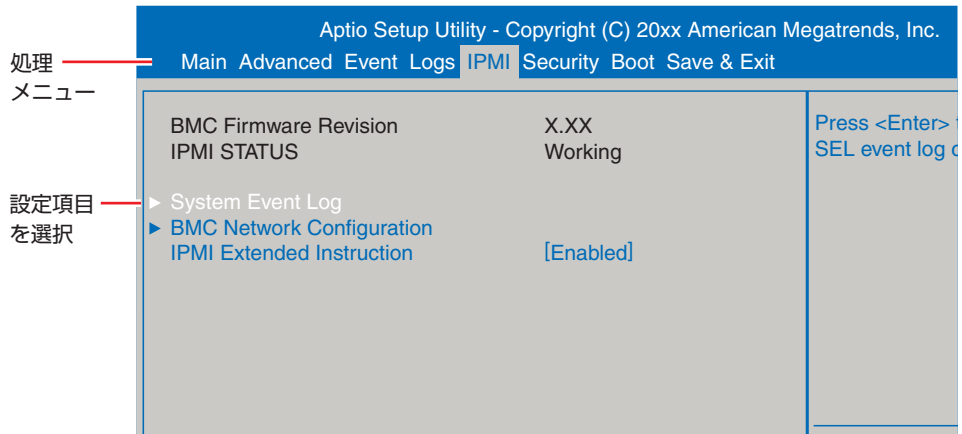 Aptio Setup Utility - Copyright (C) 20xx American Megatrends, Inc.
Main Advanced Event Logs IPMI Security Boot Save & Exit
処理
メニュー
BMC Firmware Revision X.XX
IPMI STATUS Working
Press <Enter>
SEL event log
設定項目
を選択
► System Event Log
► BMC Network Configuration
IPMI Extended Instruction [Enabled]